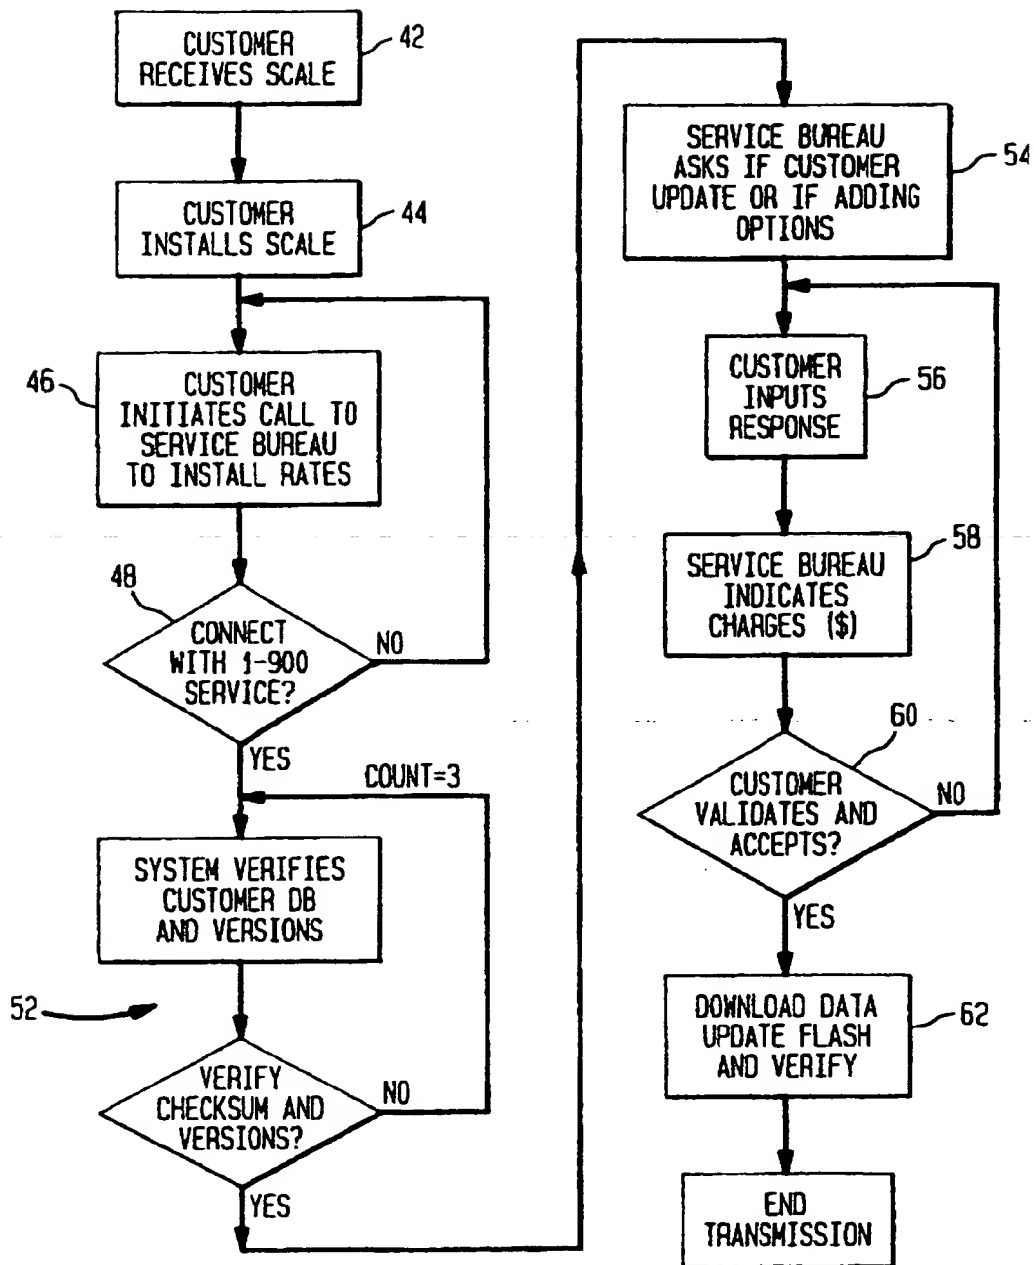 CUSTOMER
RECEIVES SCALE
42
CUSTOMER
INSTALLS SCALE
44
46
CUSTOMER
INITIATES CALL TO
SERVICE BUREAU
TO INSTALL RATES
48
CONNECT
WITH 1-900
SERVICE?
NO
YES
COUNT=3
SYSTEM VERIFIES
CUSTOMER DB
AND VERSIONS
52
VERIFY
CHECKSUM AND
VERSIONS?
NO
YES
SERVICE BUREAU
ASKS IF CUSTOMER
UPDATE OR IF ADDING
OPTIONS
54
CUSTOMER
INPUTS
RESPONSE
56
SERVICE BUREAU
INDICATES
CHARGES ($)
58
60
CUSTOMER
VALIDATES AND
ACCEPTS?
NO
YES
DOWNLOAD DATA
UPDATE FLASH
AND VERIFY
62
END
TRANSMISSION